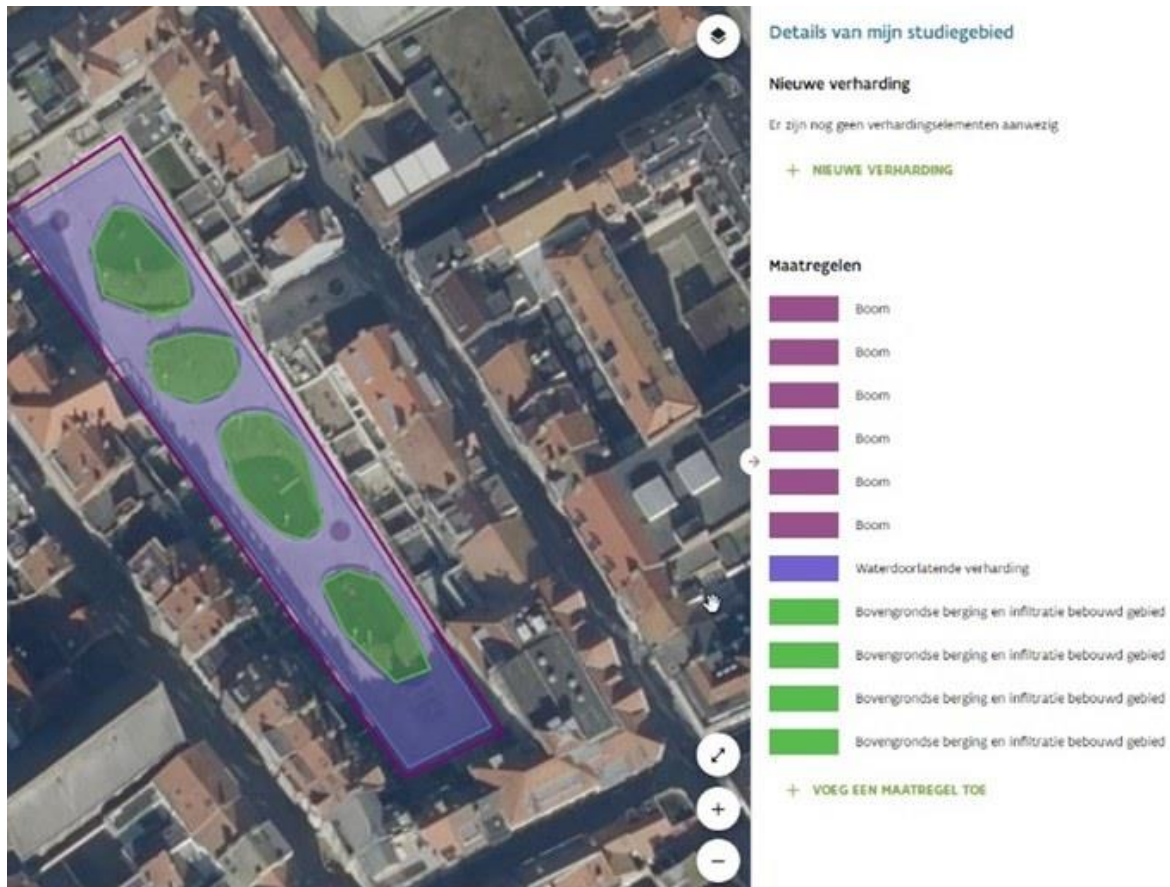 Details van mijn studiegebied
Nieuwe verharding
Er zijn nog geen verhardingselementen aanwezig
+ NIEUWE VERHARDING
Maatregelen
Boom
Boom
Boom
Boom
Boom
Boom
Waterdoorlatende verharding
Bovengrondse berging en infiltratie bebouwd gebied
Bovengrondse berging en infiltratie bebouwd gebied
Bovengrondse berging en infiltratie bebouwd gebied
Bovengrondse berging en infiltratie bebouwd gebied
+ VOEG EEN MAATREGEL TOE